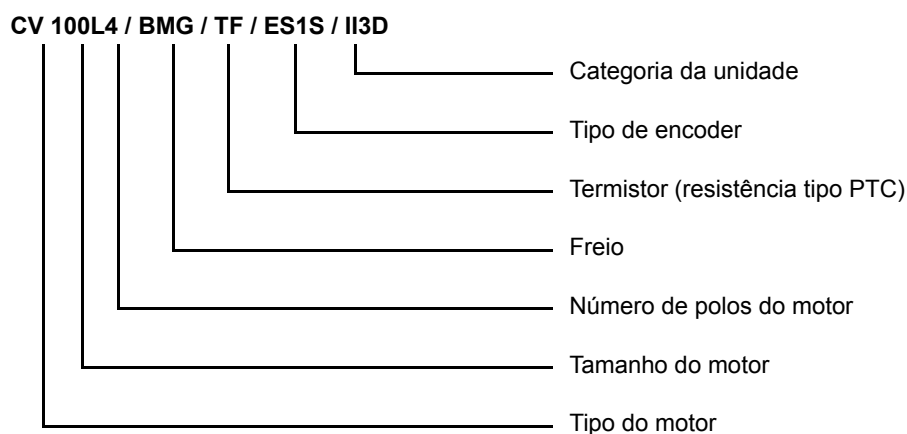 CV 100L4 / BMG / TF / ES1S / II3D
Categoria da unidade
Tipo de encoder
Termistor (resistência tipo PTC)
Freio
Número de polos do motor
Tamanho do motor
Tipo do motor